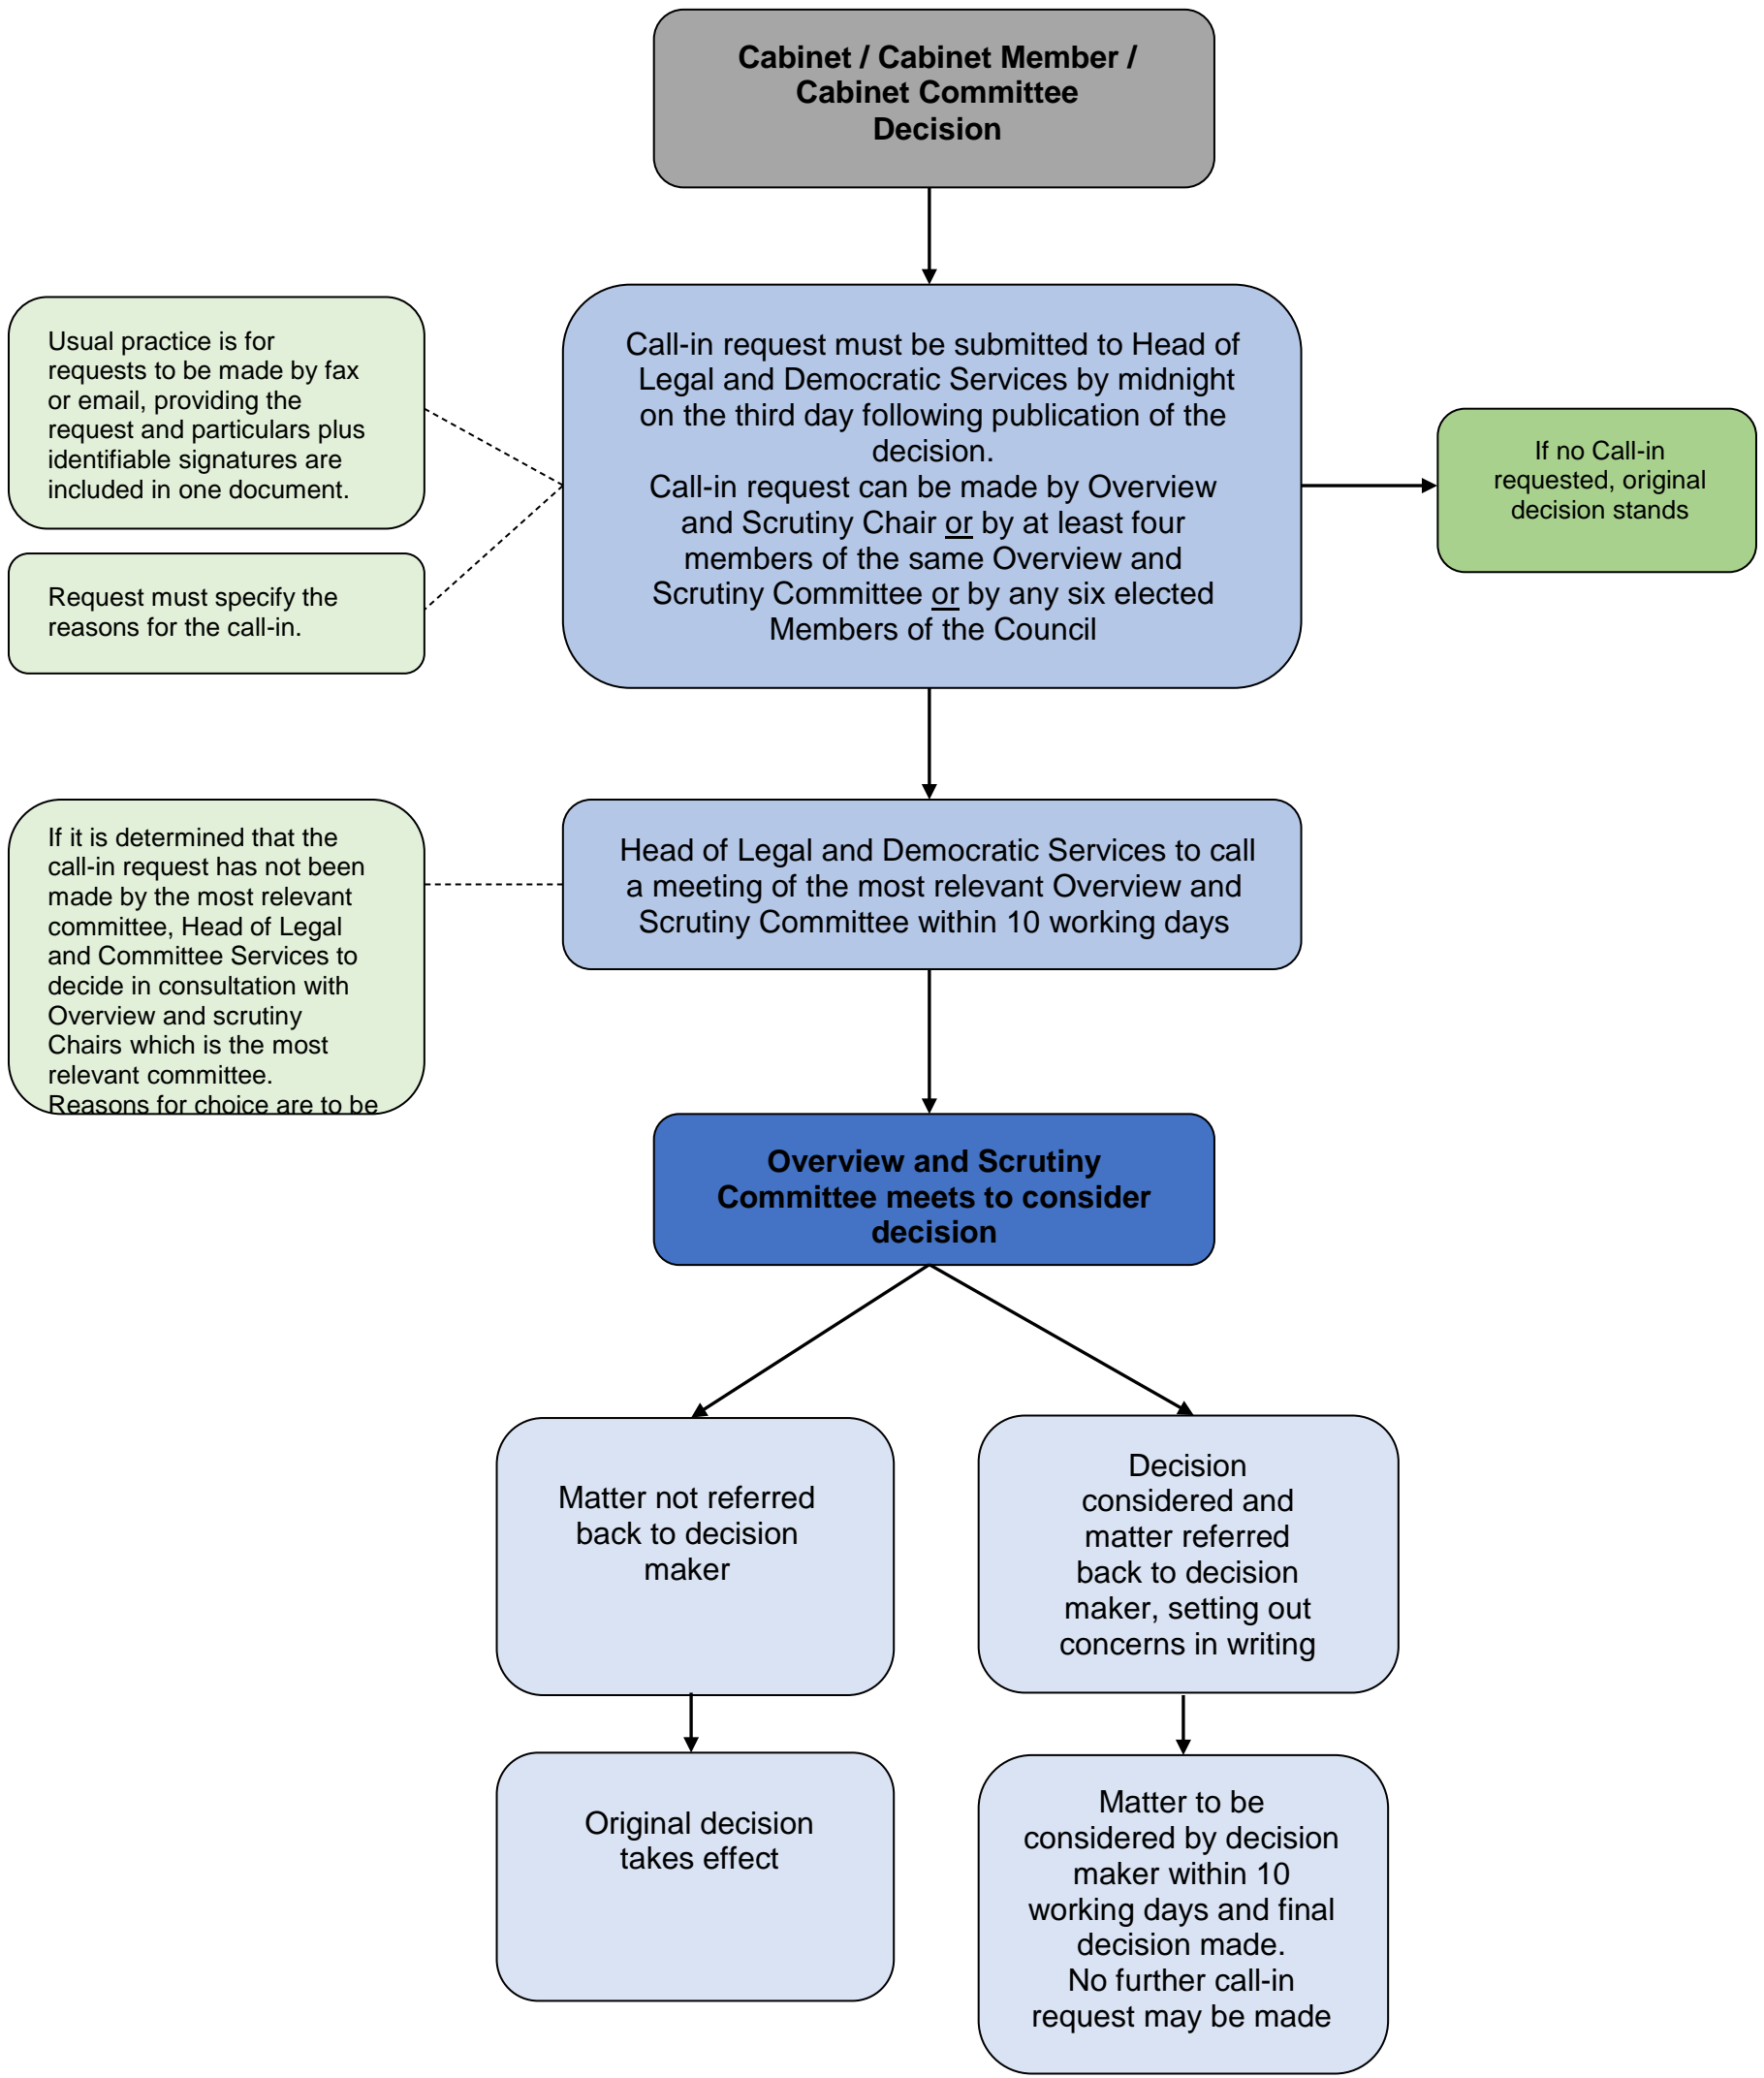 Cabinet / Cabinet Member /
Cabinet Committee
Decision
Usual practice is for
requests to be made by fax
or email, providing the
request and particulars plus
identifiable signatures are
included in one document.
Request must specify the
reasons for the call-in.
Call-in request must be submitted to Head of
Legal and Democratic Services by midnight
on the third day following publication of the
decision.
Call-in request can be made by Overview
and Scrutiny Chair or by at least four
members of the same Overview and
Scrutiny Committee or by any six elected
Members of the Council
If no Call-in
requested, original
decision stands
If it is determined that the
call-in request has not been
made by the most relevant
committee, Head of Legal
and Committee Services to
decide in consultation with
Overview and scrutiny
Chairs which is the most
relevant committee.
Reasons for choice are to be
Head of Legal and Democratic Services to call
a meeting of the most relevant Overview and
Scrutiny Committee within 10 working days
Overview and Scrutiny
Committee meets to consider
decision
Matter not referred
back to decision
maker
Decision
considered and
matter referred
back to decision
maker, setting out
concerns in writing
Original decision
takes effect
Matter to be
considered by decision
maker within 10
working days and final
decision made.
No further call-in
request may be made